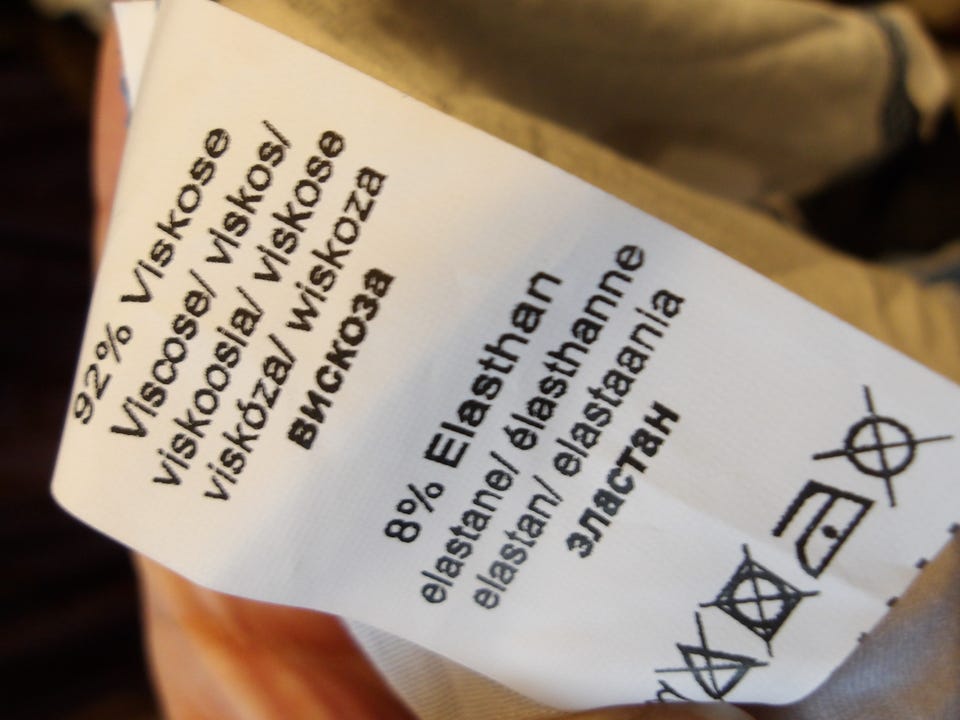 92% Viskose
Viscose/ viskos/
viskoosia/ viskose
viskóza/ wiskoza
вискоза
8% Elasthan
elastane/ élasthanne
elastan/ elastaania
эластан